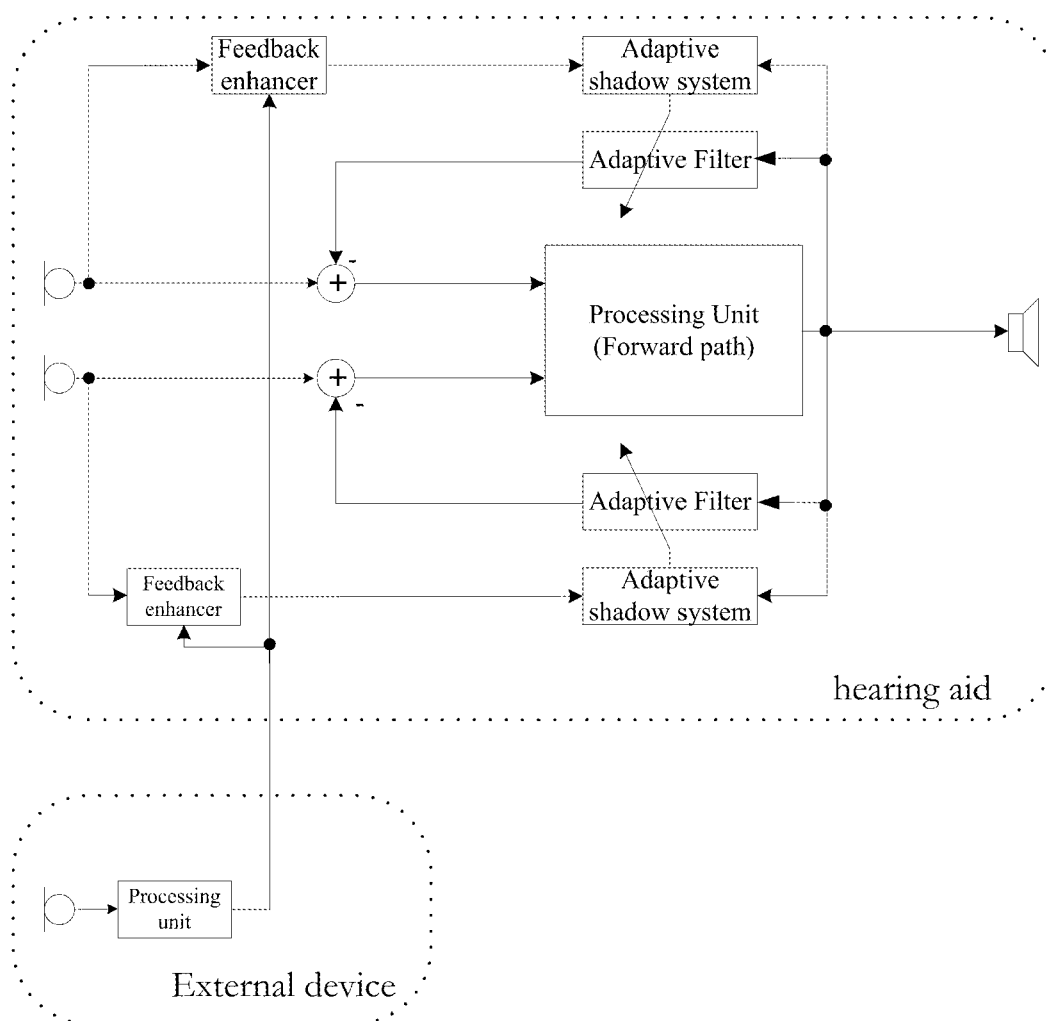 Feedback
enhancer
Adaptive
shadow system
Adaptive Filter
-
+
Processing Unit
(Forward path)
+
-
Adaptive Filter
Feedback
enhancer
Adaptive
shadow system
hearing aid
Processing
unit
External device